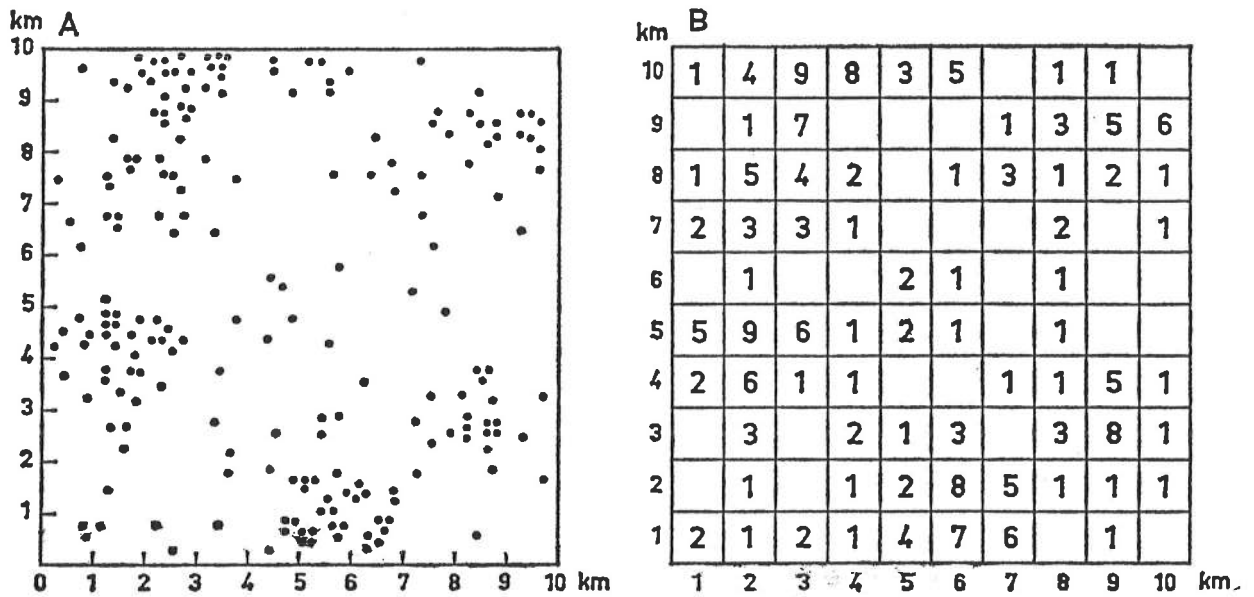 km A
10
9
8
7
6
5
4
3
2
1
0 1 2 3 4 5 6 7 8 9 10 km
km B
10 1 4 9 8 3 5 1 1
9 1 7 1 3 5 6
8 1 5 4 2 1 3 1 2 1
7 2 3 3 1 2 1
6 1 2 1 1
5 5 9 6 1 2 1 1
4 2 6 1 1 1 1 5 1
3 3 2 1 3 3 8 1
2 1 1 2 8 5 1 1 1
1 2 1 2 1 4 7 6 1
1 2 3 4 5 6 7 8 9 10 km